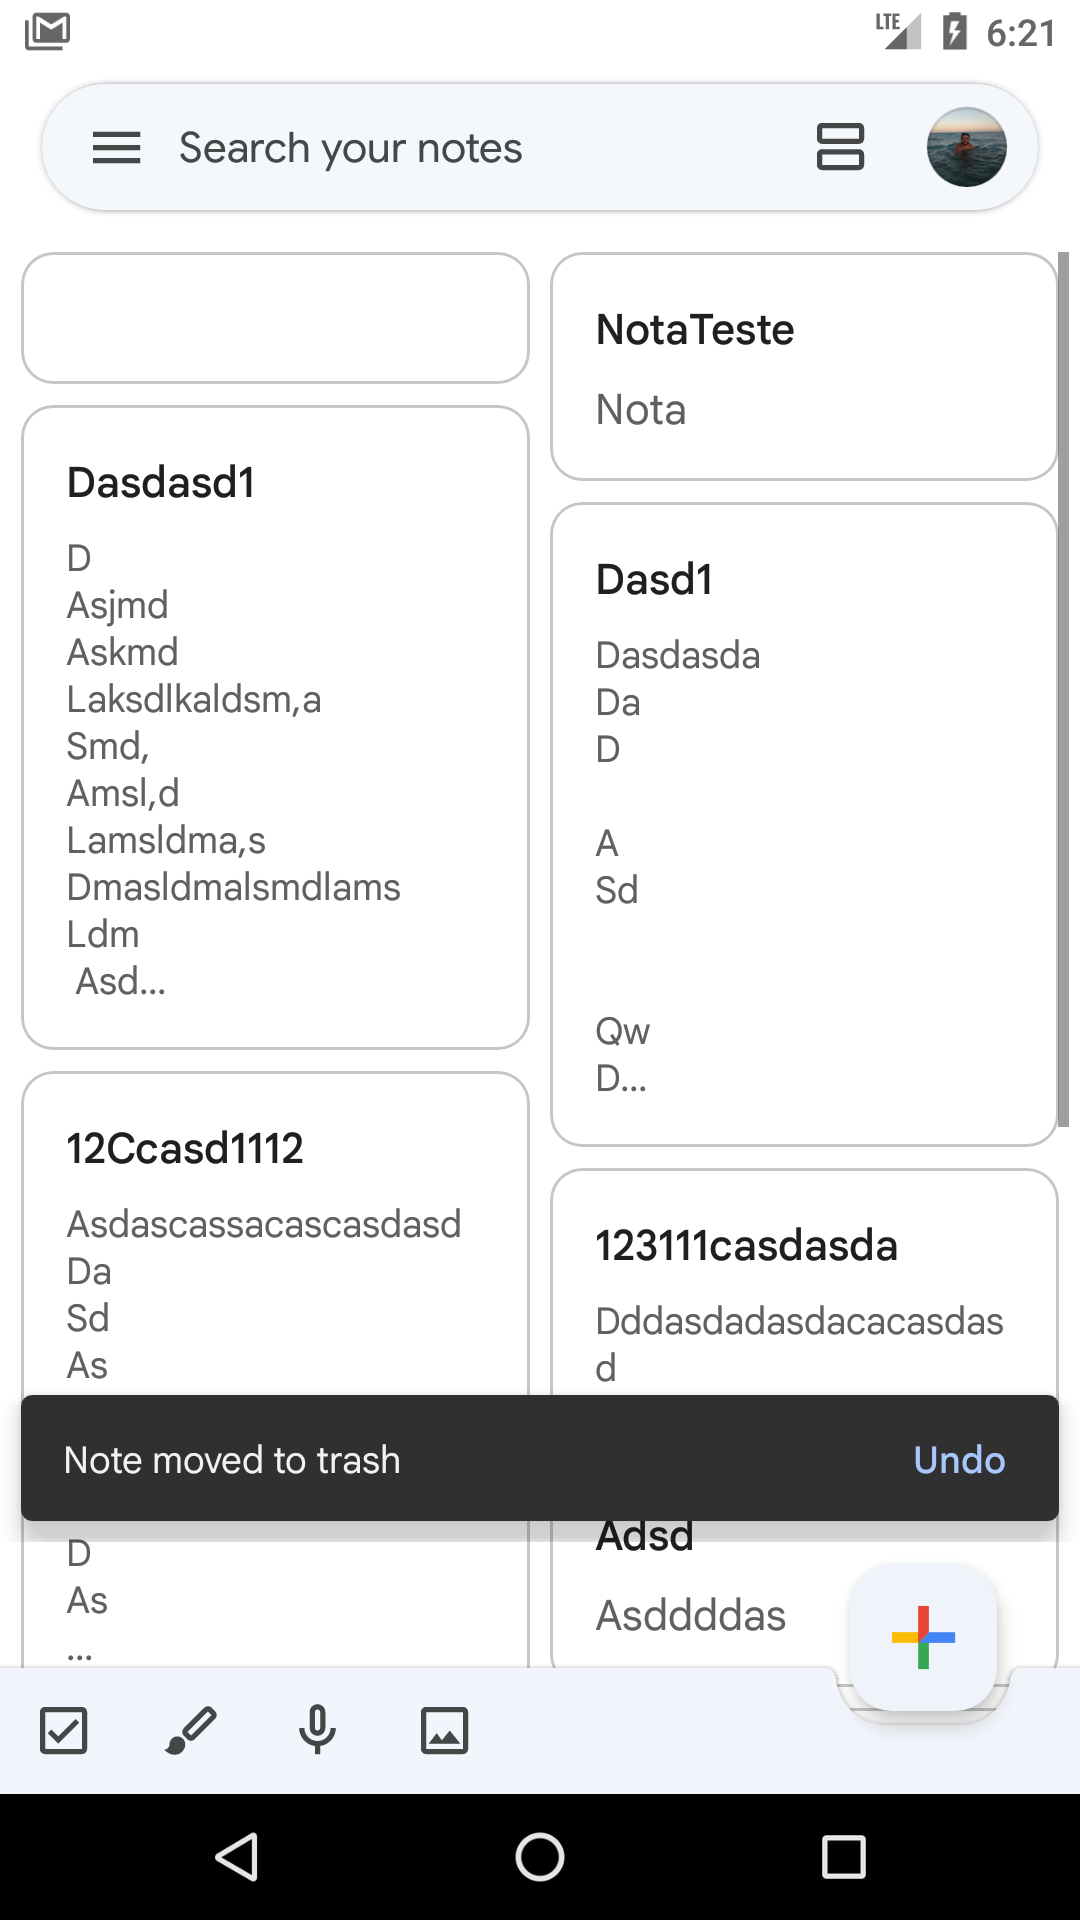 LTE 6:21
Search your notes
NotaTeste
Nota
Dasdasd1
D
Asjmd
Askmd
Laksdlkaldsm,a
Smd,
Amsl,d
Lamsldma,s
Dmasldmalsmdlams
Ldm
Asd...
Dasd1
Dasdasda
Da
D
A
Sd
Qw
D...
12Ccasd1112
Asdascassacascasdasd
Da
Sd
As
D
As
...
123111casdasda
Dddasdadasdacacasdas
d
Note moved to trash Undo
Adsd
Asddddas